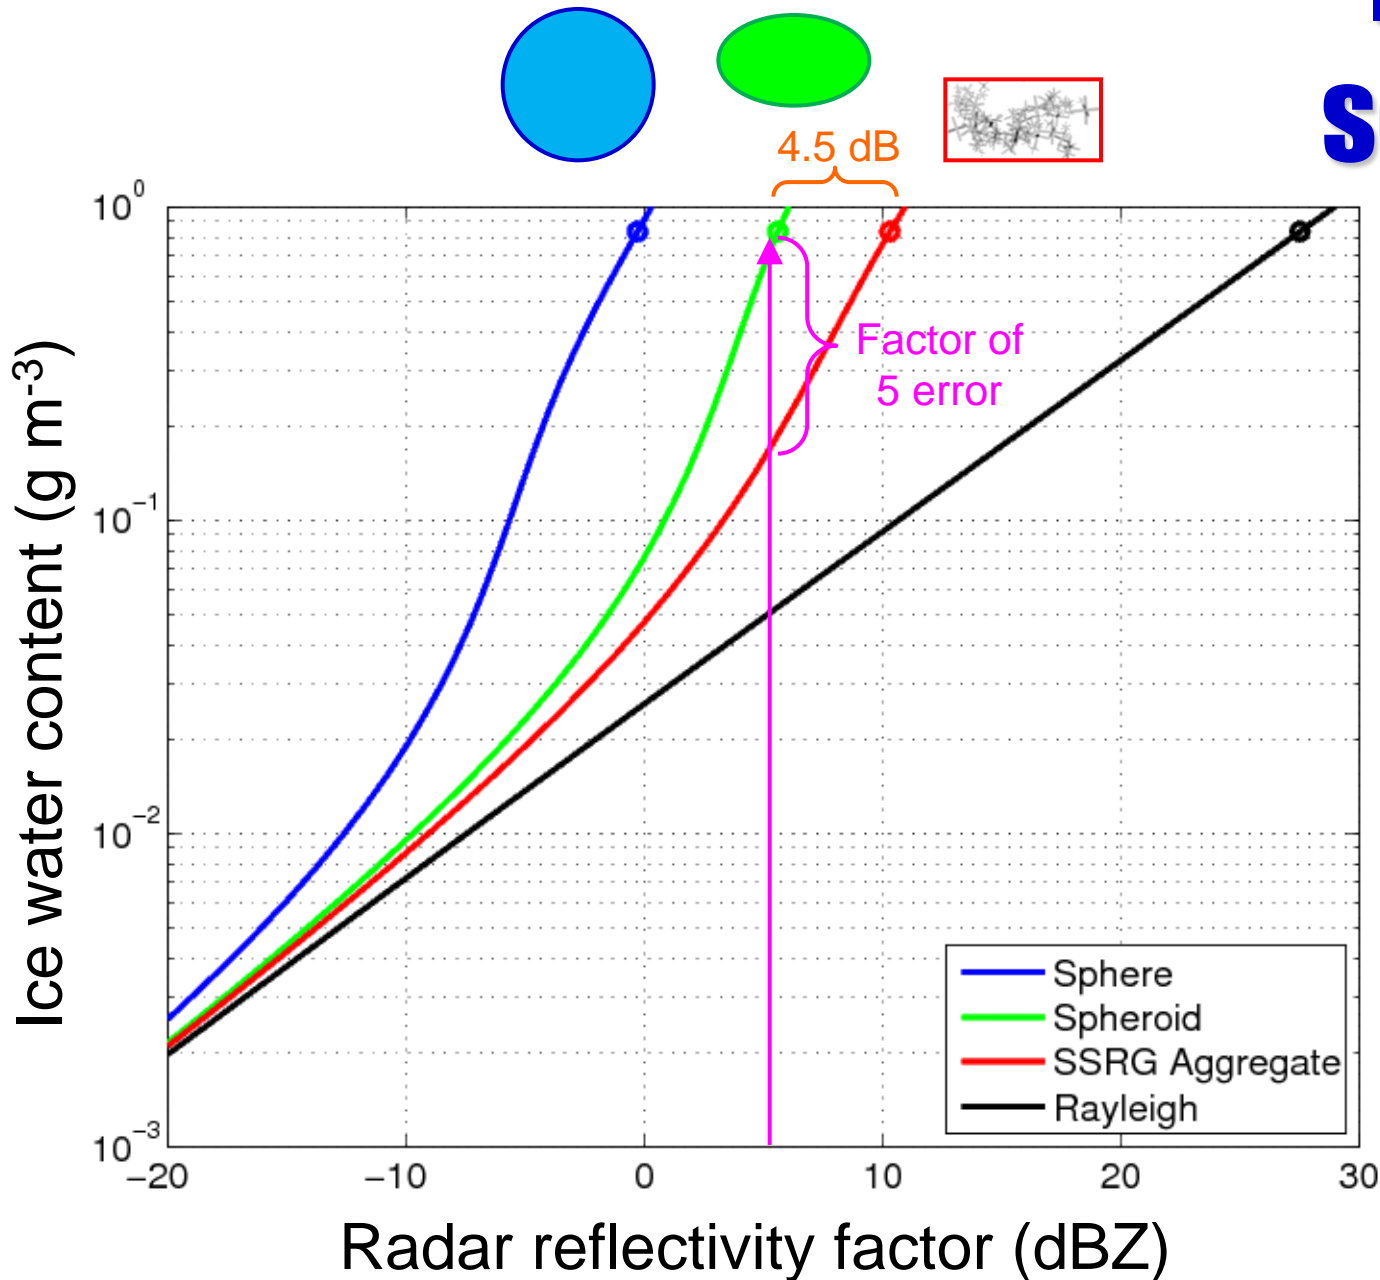 S
4.5 dB
10^0
10^-1
10^-2
10^-3
Ice water content (g m^-3)
Factor of
5 error
Sphere
Spheroid
SSRG Aggregate
Rayleigh
−20 −10 0 10 20 30
Radar reflectivity factor (dBZ)